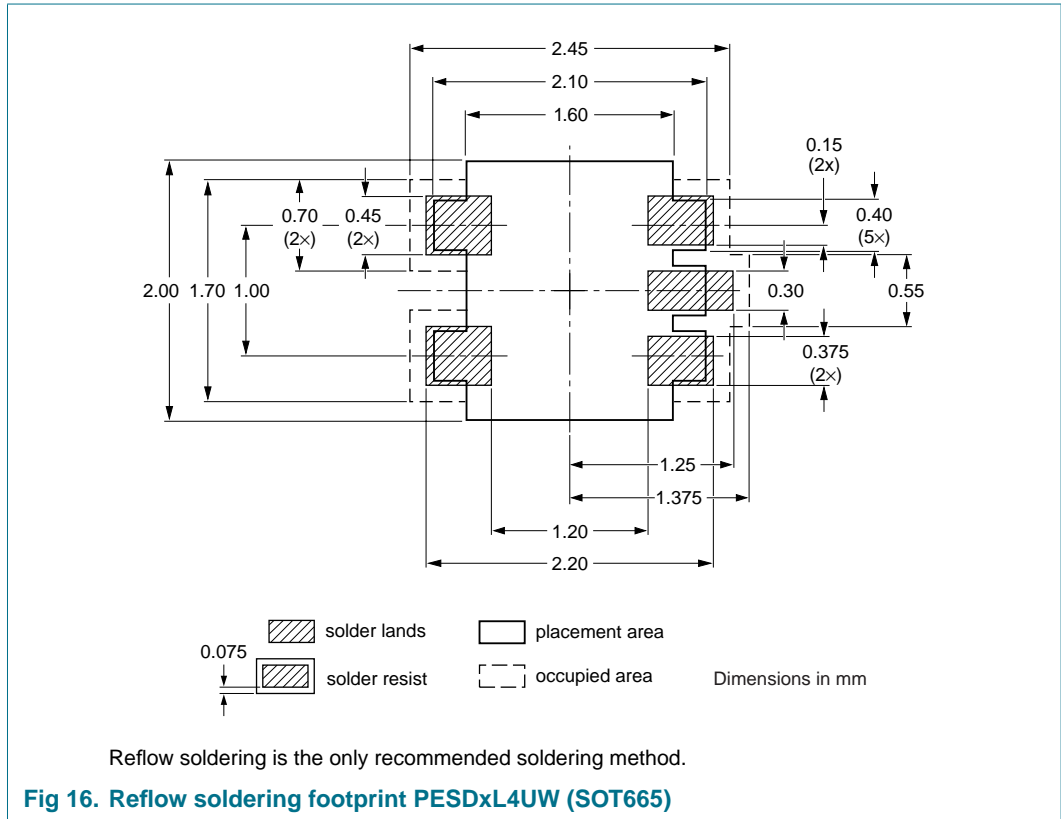 2.45
2.10
1.60
0.15
(2x)
0.70
(2×)
0.45
(2×)
0.40
(5×)
2.00
1.70
1.00
0.30
0.55
0.375
(2×)
1.25
1.375
1.20
2.20
solder lands
placement area
0.075
solder resist
occupied area
Dimensions in mm
Reflow soldering is the only recommended soldering method.
Fig 16. Reflow soldering footprint PESDxL4UW (SOT665)